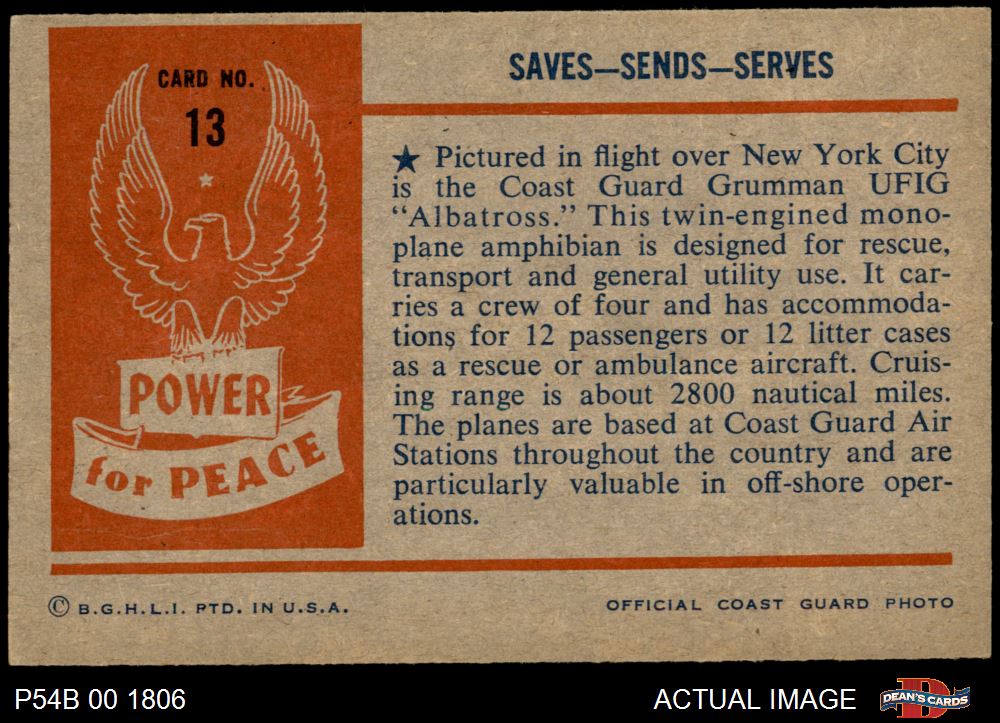 CARD NO.
13
POWER
for PEACE
SAVES—SENDS—SERVES
★ Pictured in flight over New York City
is the Coast Guard Grumman UFIG
“Albatross.” This twin-engined mono-
plane amphibian is designed for rescue,
transport and general utility use. It car-
ries a crew of four and has accommoda-
tions for 12 passengers or 12 litter cases
as a rescue or ambulance aircraft. Cruis-
ing range is about 2800 nautical miles.
The planes are based at Coast Guard Air
Stations throughout the country and are
particularly valuable in off-shore oper-
ations.
© B.G.H.L.I. PTD. IN U.S.A.
OFFICIAL COAST GUARD PHOTO
P54B 00 1806
ACTUAL IMAGE
D
DEAN'S CARDS